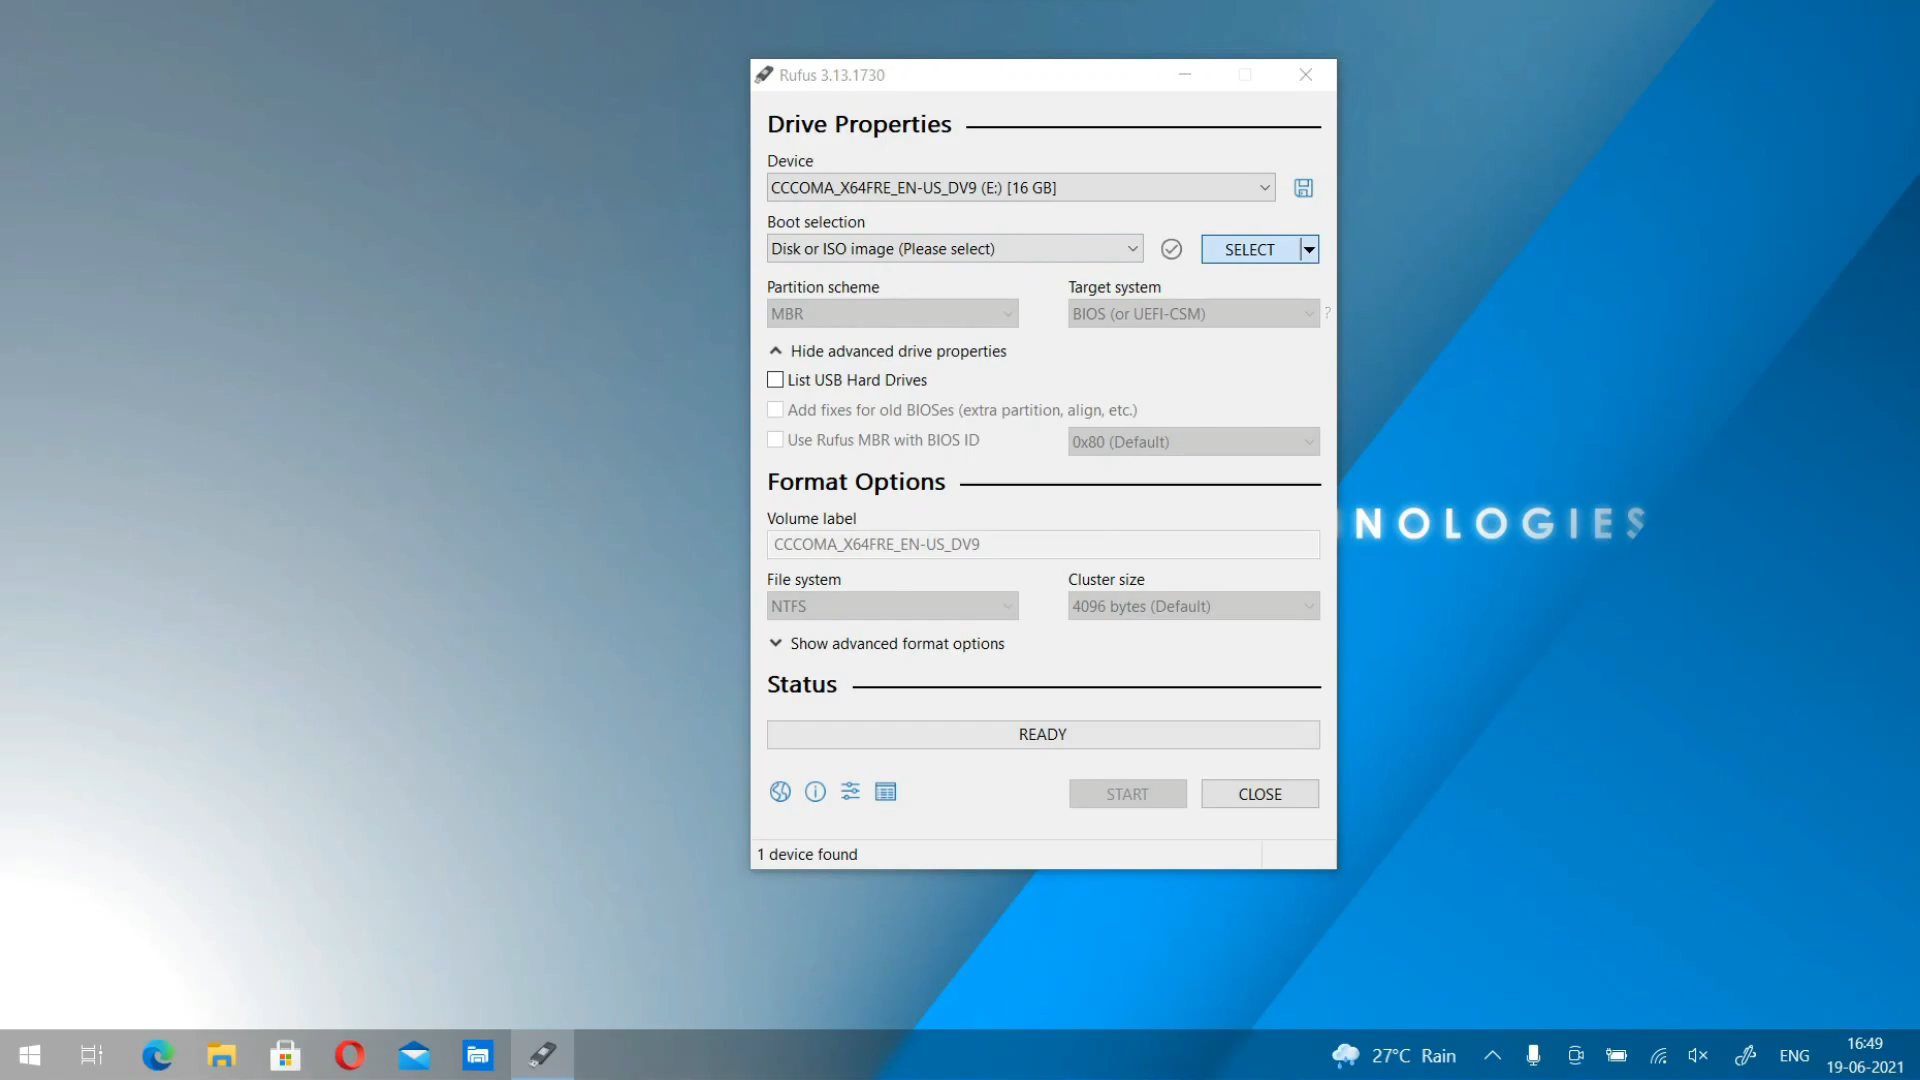 Rufus 3.13.1730
Drive Properties
Device
CCCOMA_X64FRE_EN-US_DV9 (E:) [16 GB]
Boot selection
Disk or ISO image (Please select)
SELECT
Partition scheme
Target system
MBR
BIOS (or UEFI-CSM)
?
Hide advanced drive properties
List USB Hard Drives
Add fixes for old BIOSes (extra partition, align, etc.)
Use Rufus MBR with BIOS ID
0x80 (Default)
Format Options
NOLOGIES
Volume label
CCCOMA_X64FRE_EN-US_DV9
File system
Cluster size
NTFS
4096 bytes (Default)
Show advanced format options
Status
READY
START
CLOSE
1 device found
27°C Rain
ENG
16:49
19-06-2021